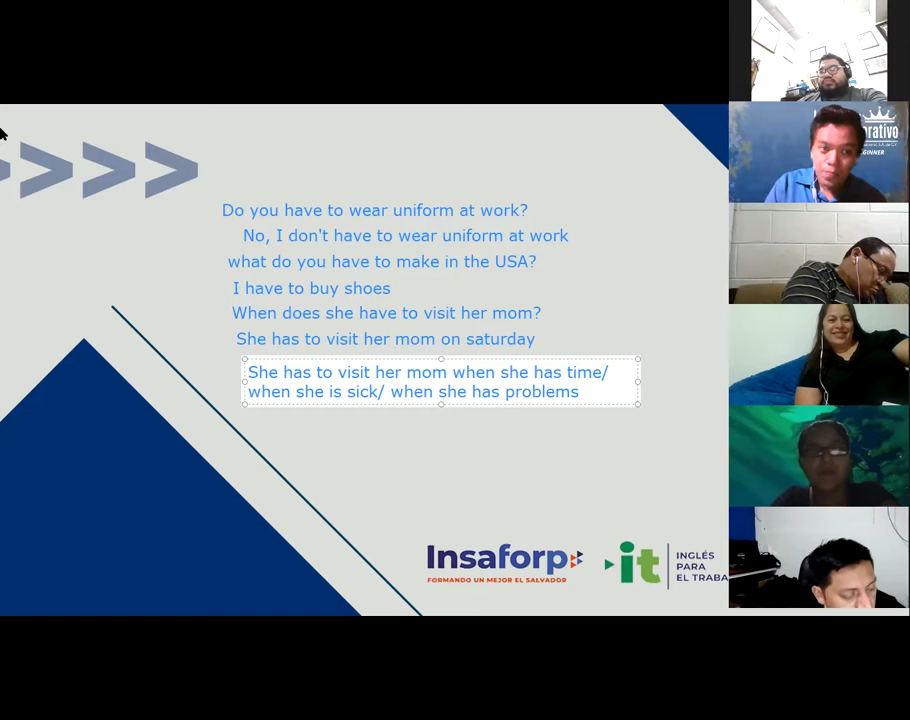 >>>>
Do you have to wear uniform at work?
No, I don't have to wear uniform at work
what do you have to make in the USA?
I have to buy shoes
When does she have to visit her mom?
She has to visit her mom on saturday
She has to visit her mom when she has time/
when she is sick/ when she has problems
Insaforp
FORMANDO UN MEJOR EL SALVADOR
it
INGLÉS
PARA
EL TRABA